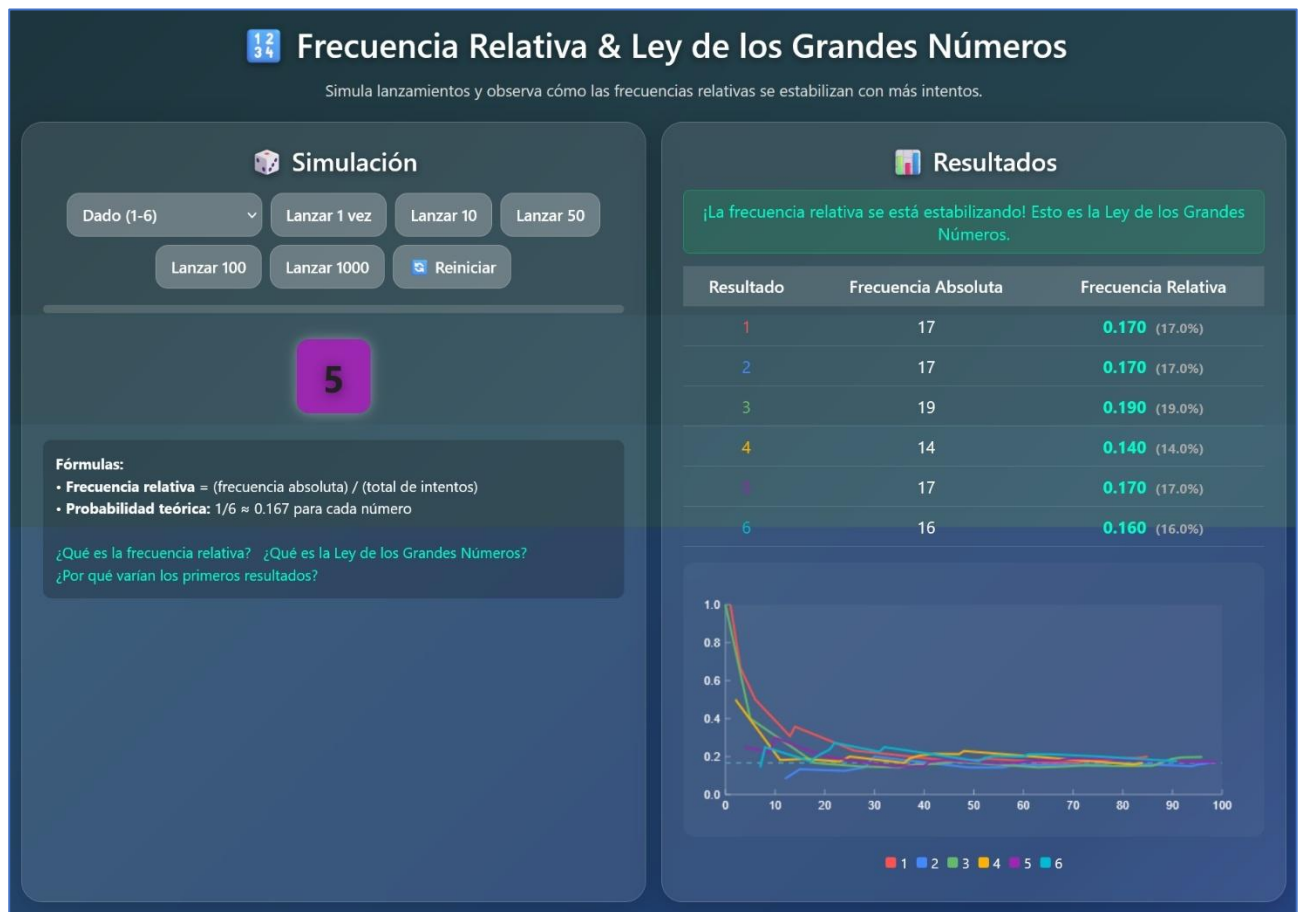 Frecuencia Relativa & Ley de los Grandes Números
Simula lanzamientos y observa cómo las frecuencias relativas se estabilizan con más intentos.
Simulación
Dado (1-6)
Lanzar 1 vez
Lanzar 10
Lanzar 50
Lanzar 100
Lanzar 1000
Reiniciar
5
Fórmulas:
• Frecuencia relativa = (frecuencia absoluta) / (total de intentos)
• Probabilidad teórica: 1/6 ≈ 0.167 para cada número
¿Qué es la frecuencia relativa? ¿Qué es la Ley de los Grandes Números?
¿Por qué varían los primeros resultados?
Resultados
¡La frecuencia relativa se está estabilizando! Esto es la Ley de los Grandes
Números.
Resultado Frecuencia Absoluta Frecuencia Relativa
1 17 0.170 (17.0%)
2 17 0.170 (17.0%)
3 19 0.190 (19.0%)
4 14 0.140 (14.0%)
5 17 0.170 (17.0%)
6 16 0.160 (16.0%)
1.0
0.8
0.6
0.4
0.2
0.0
0 10 20 30 40 50 60 70 80 90 100
1 2 3 4 5 6